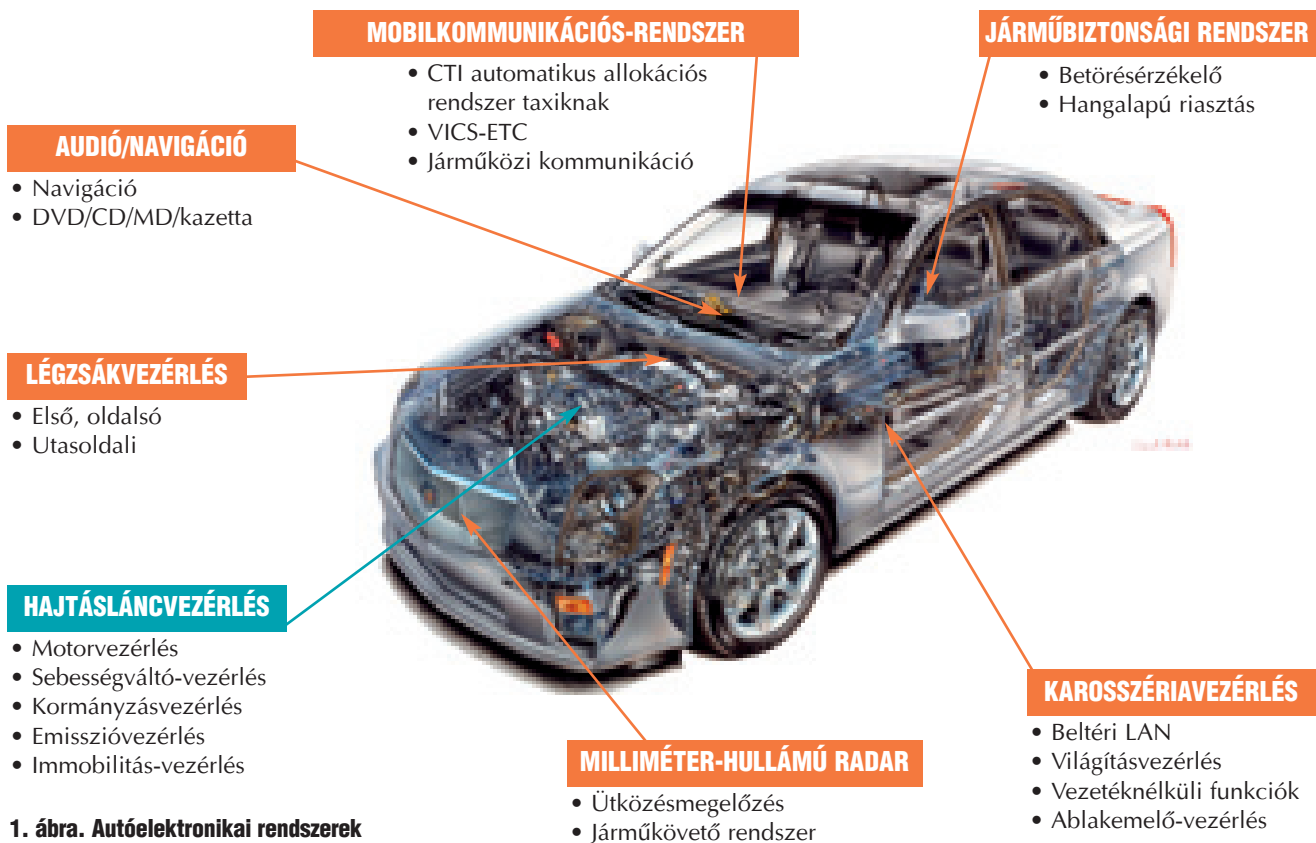 MOBILKOMMUNIKÁCIÓS-RENDSZER
• CTI automatikus allokációs
rendszer taxiknak
• VICS-ETC
• Járműközi kommunikáció
JÁRMŰBIZTONSÁGI RENDSZER
• Betörésérzékelő
• Hangalapú riasztás
AUDIÓ/NAVIGÁCIÓ
• Navigáció
• DVD/CD/MD/kazetta
LÉGZSÁKVEZÉRLÉS
• Első, oldalsó
• Utasoldali
HAJTÁSLÁNCVEZÉRLÉS
• Motorvezérlés
• Sebességváltó-vezérlés
• Kormányzásvezérlés
• Emisszióvezérlés
• Immobilitás-vezérlés
MILLIMÉTER-HULLÁMÚ RADAR
• Ütközésmegelőzés
• Járműkövető rendszer
KAROSSZÉRIAVEZÉRLÉS
• Beltéri LAN
• Világításvezérlés
• Vezetéknélküli funkciók
• Ablakemelő-vezérlés
1. ábra. Autóelektronikai rendszerek